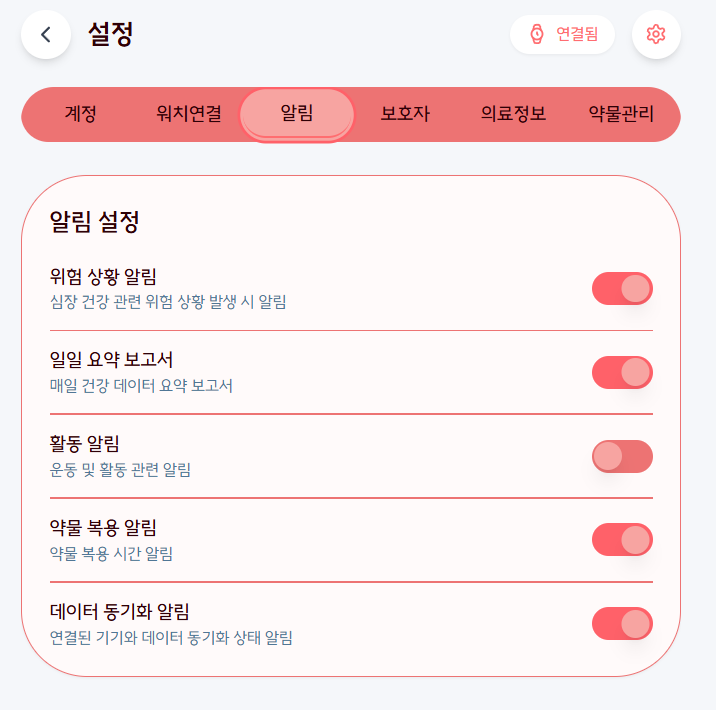 설정
연결됨
계정
워치연결
알림
보호자
의료정보
약물관리
알림 설정
위험 상황 알림
심장 건강 관련 위험 상황 발생 시 알림
일일 요약 보고서
매일 건강 데이터 요약 보고서
활동 알림
운동 및 활동 관련 알림
약물 복용 알림
약물 복용 시간 알림
데이터 동기화 알림
연결된 기기와 데이터 동기화 상태 알림